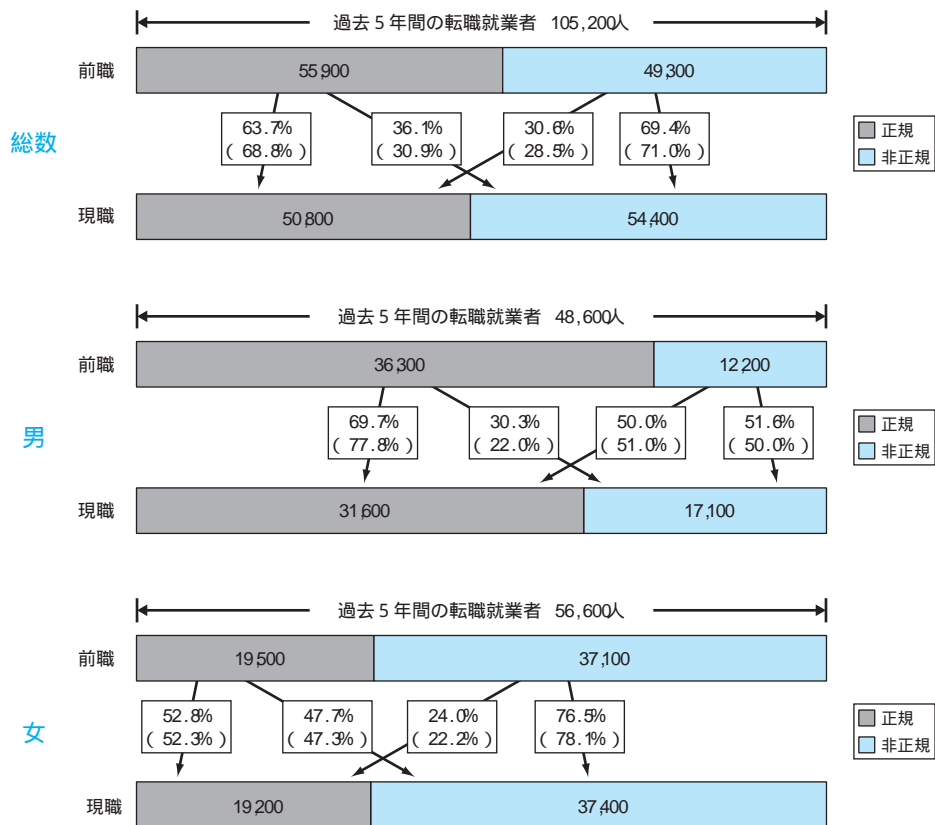 過去5年間の転職就業者 105,200人
前職 55,900 49,300
63.7% 36.1% 30.6% 69.4%
(68.8%) (30.9%) (28.5%) (71.0%)
総数
正規
非正規
現職 50,800 54,400
過去5年間の転職就業者 48,600人
前職 36,300 12,200
69.7% 30.3% 50.0% 51.6%
(77.8%) (22.0%) (51.0%) (50.0%)
男
正規
非正規
現職 31,600 17,100
過去5年間の転職就業者 56,600人
前職 19,500 37,100
52.8% 47.7% 24.0% 76.5%
(52.3%) (47.3%) (22.2%) (78.1%)
女
正規
非正規
現職 19,200 37,400